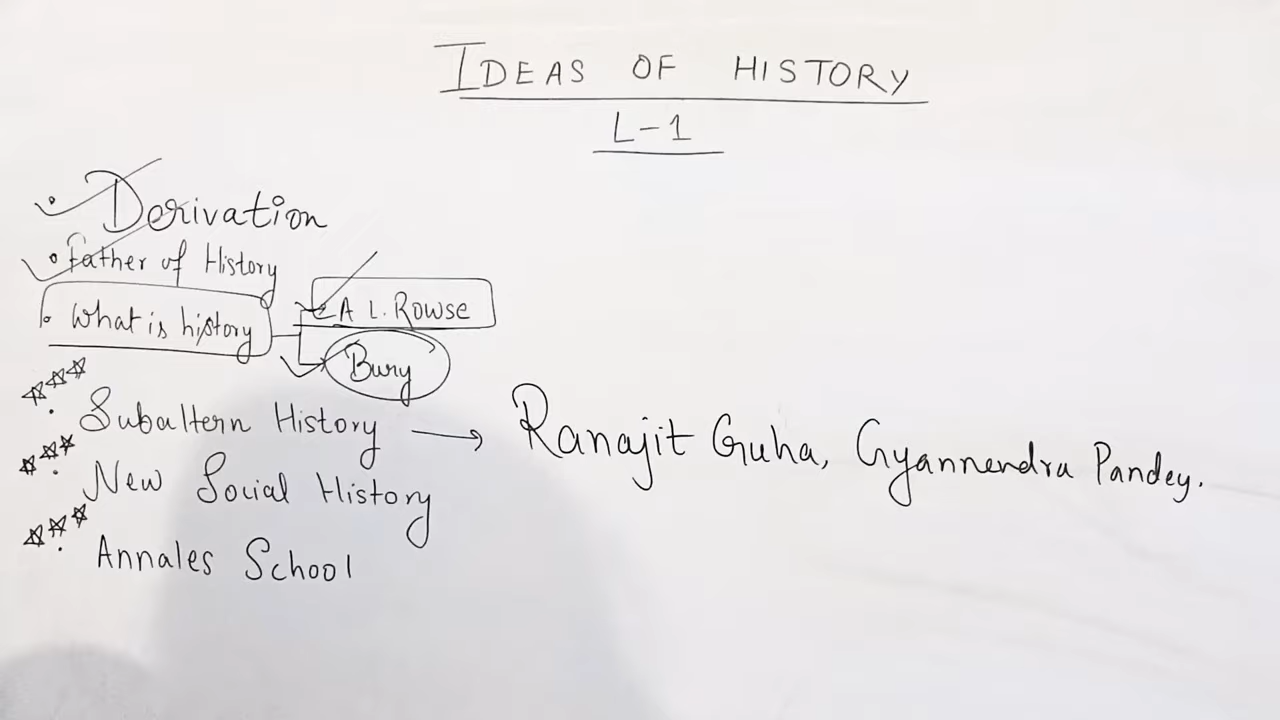 IDEAS OF HISTORY
L-1
• Derivation
• Father of History
• What is history
A L. ROWSE
Bury
• Subaltern History → Ranajit Guha, Gyannendra Pandey.
• New Social History
• Annales School